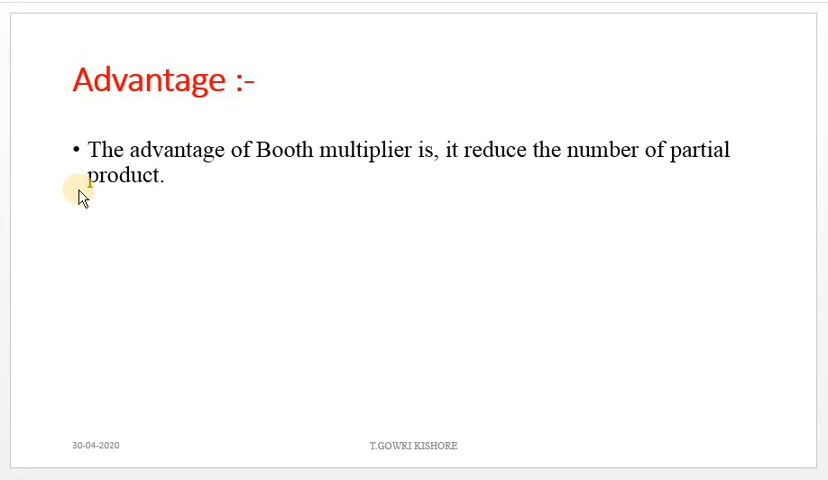 Advantage :-
• The advantage of Booth multiplier is, it reduce the number of partial
product.
30-04-2020
T.GOWRI KISHORE